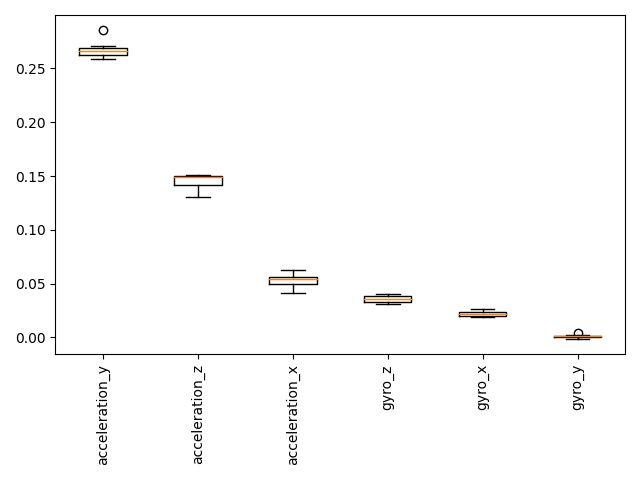 0.25
0.20
0.15
0.10
0.05
0.00
acceleration_y
acceleration_z
acceleration_x
gyro_z
gyro_x
gyro_y